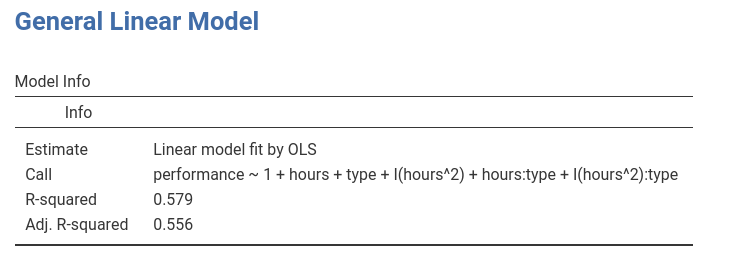 General Linear Model
Model Info
Info
Estimate Linear model fit by OLS
Call performance ~ 1 + hours + type + I(hours^2) + hours:type + I(hours^2):type
R-squared 0.579
Adj. R-squared 0.556